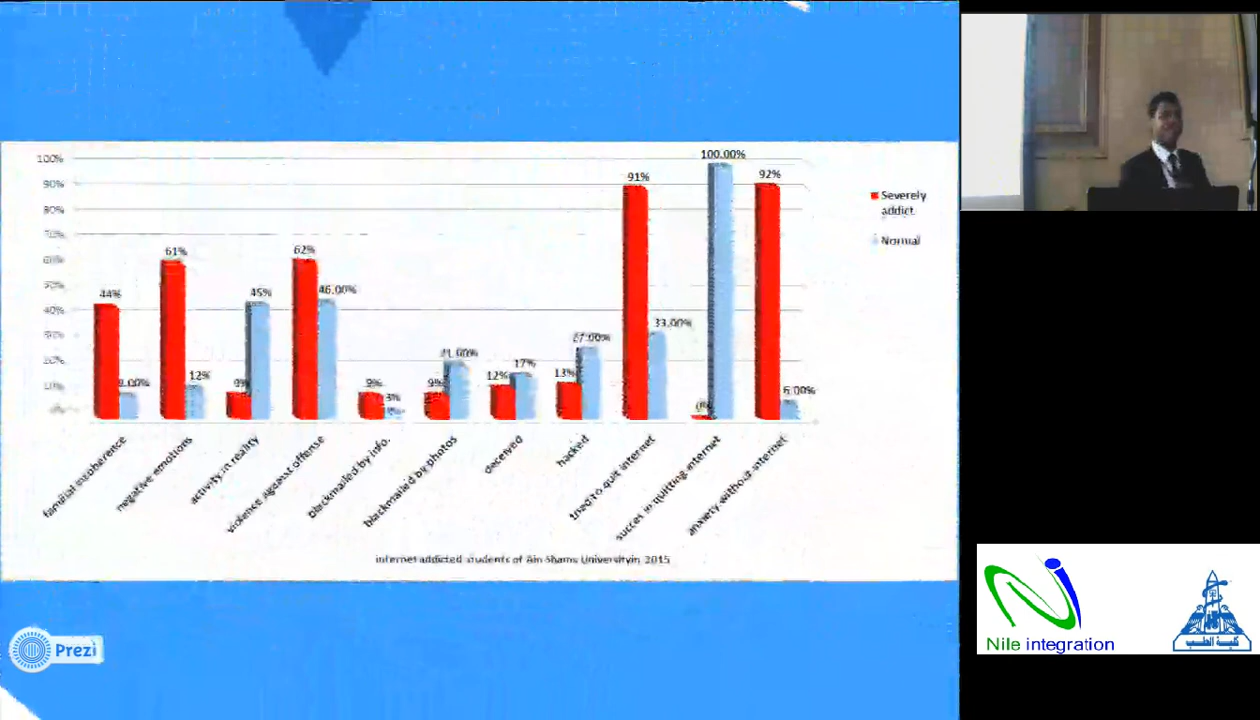 100%
90%
80%
70%
60%
50%
40%
30%
20%
10%
44%
9.00%
61%
12%
9%
45%
62%
46.00%
9%
3%
9%
21.00%
12%
17%
13%
27.00%
91%
33.00%
100.00%
92%
6.00%
Severely
addict
Normal
familial incoherence
negative emotions
activity in reality
violence against offense
blackmailed by info.
blackmailed by photos
deceived
hacked
tried to quit internet
succes in quitting internet
anxiety without internet
internet addicted students of Ain Shams Universityin 2015
Prezi
Nile integration
كلية الطب